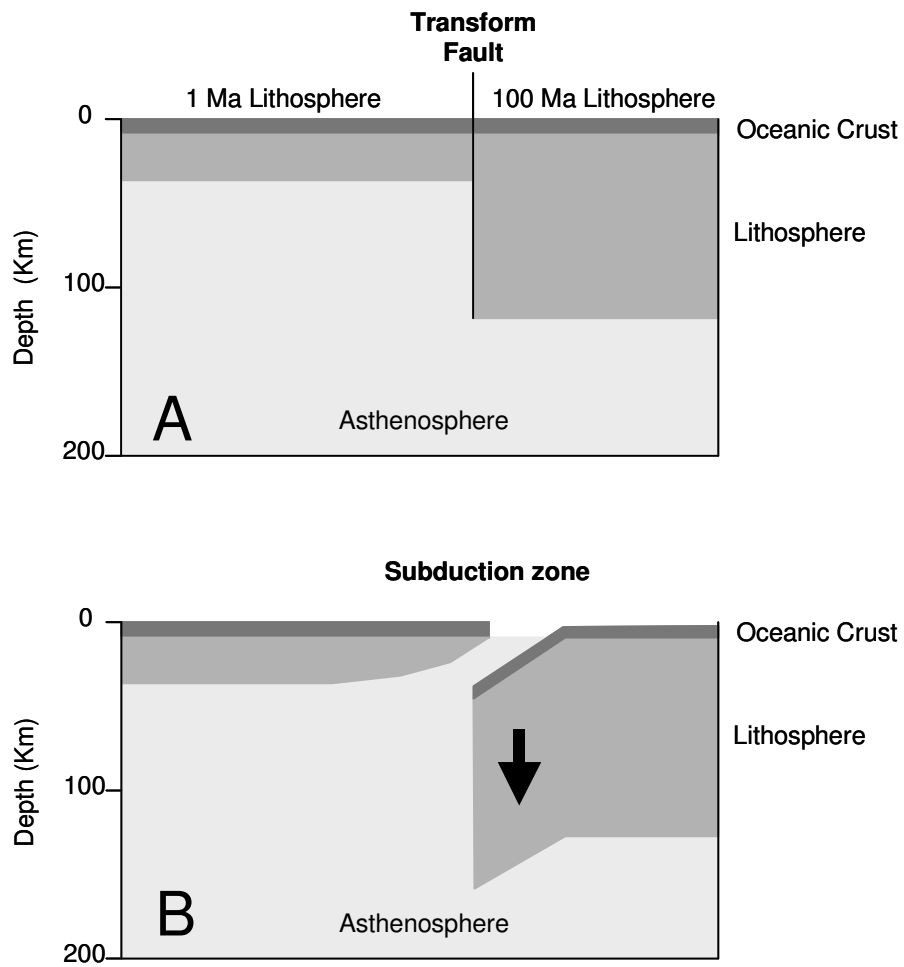 Transform
Fault
1 Ma Lithosphere
100 Ma Lithosphere
0
Oceanic Crust
Lithosphere
Depth (Km)
100
A
Asthenosphere
200
Subduction zone
0
Oceanic Crust
Lithosphere
Depth (Km)
100
B
Asthenosphere
200